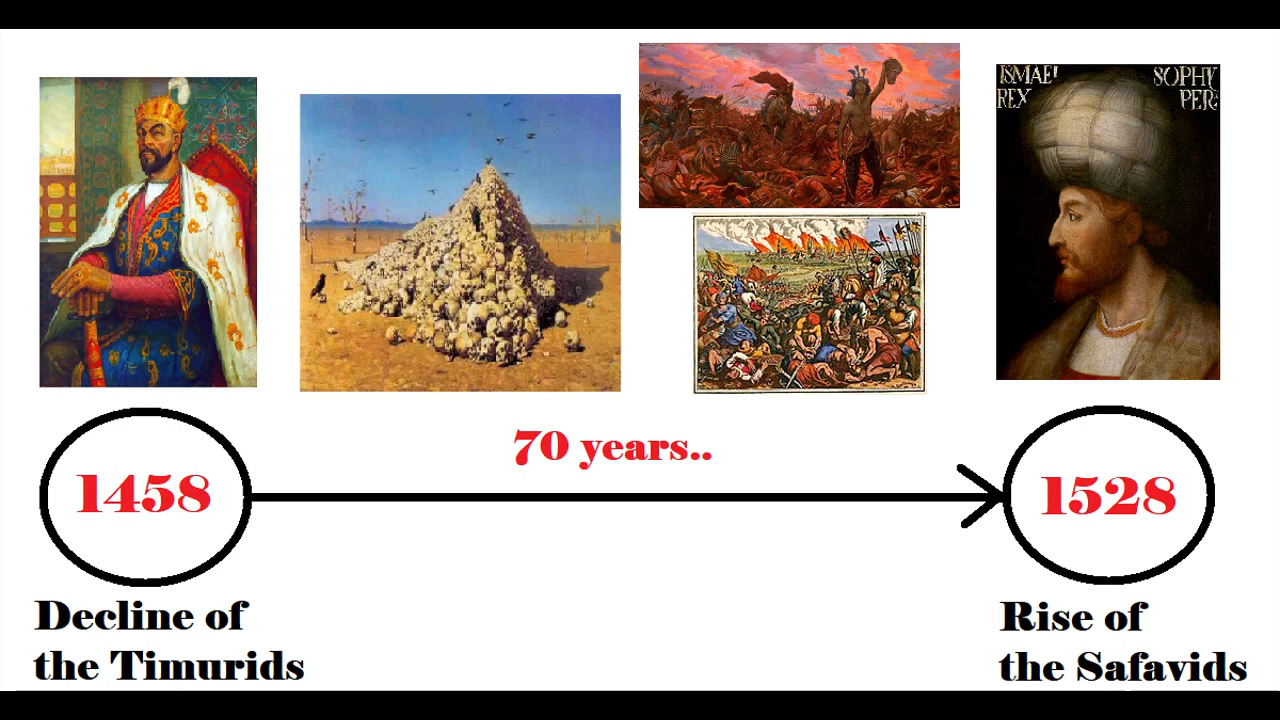 ISMAEL SOPHY
REX PER
70 years..
1458
1528
Decline of
the Timurids
Rise of
the Safavids